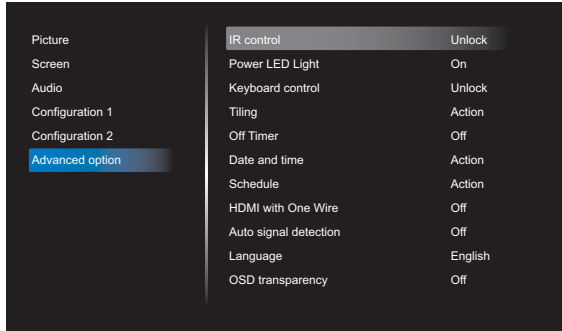 Picture
Screen
Audio
Configuration 1
Configuration 2
Advanced option
IR control Unlock
Power LED Light On
Keyboard control Unlock
Tiling Action
Off Timer Off
Date and time Action
Schedule Action
HDMI with One Wire Off
Auto signal detection Off
Language English
OSD transparency Off